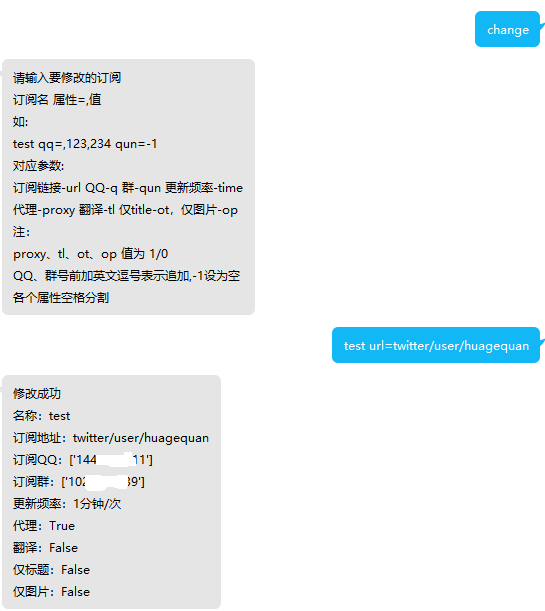 change
请输入要修改的订阅
订阅名 属性=,值
如:
test qq=,123,234 qun=-1
对应参数:
订阅链接-url QQ-q 群-qun 更新频率-time
代理-proxy 翻译-tl 仅title-ot，仅图片-op
注：
proxy、tl、ot、op 值为 1/0
QQ、群号前加英文逗号表示追加,-1设为空
各个属性空格分割
test url=twitter/user/huagequan
修改成功
名称：test
订阅地址：twitter/user/huagequan
订阅QQ：['144 11']
订阅群：['102 39']
更新频率：1分钟/次
代理：True
翻译：False
仅标题：False
仅图片：False